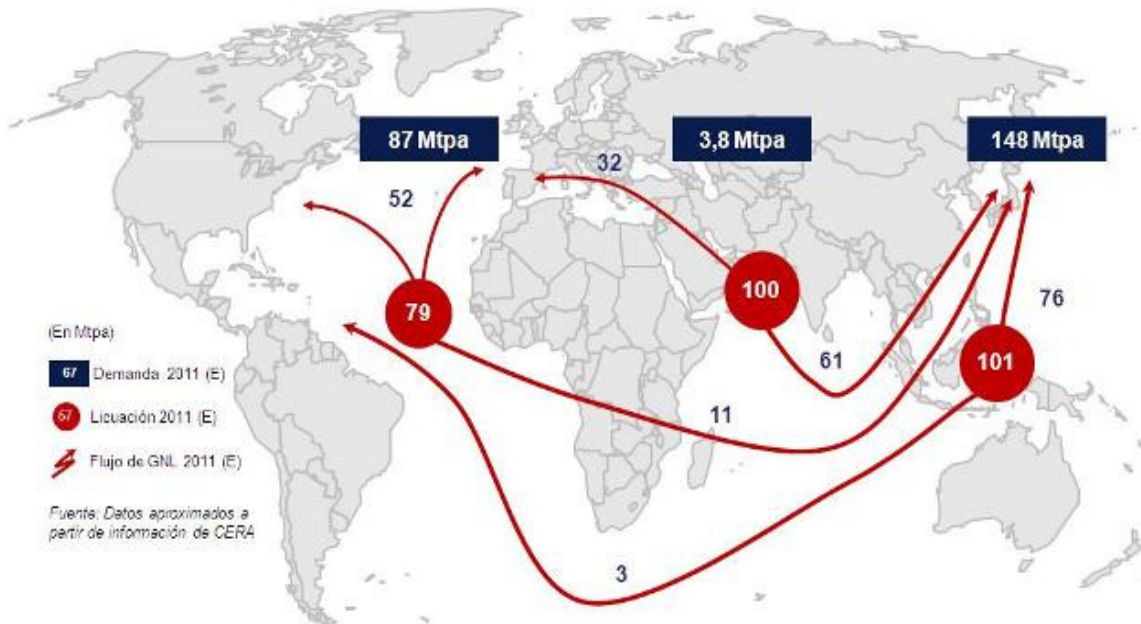 87 Mtpa
3,8 Mtpa
148 Mtpa
32
52
79
100
76
61
101
11
3
(En Mtpa)
67 Demanda 2011 (E)
67 Licuación 2011 (E)
Flujo de GNL 2011 (E)
Fuente: Datos aproximados a
partir de información de CERA